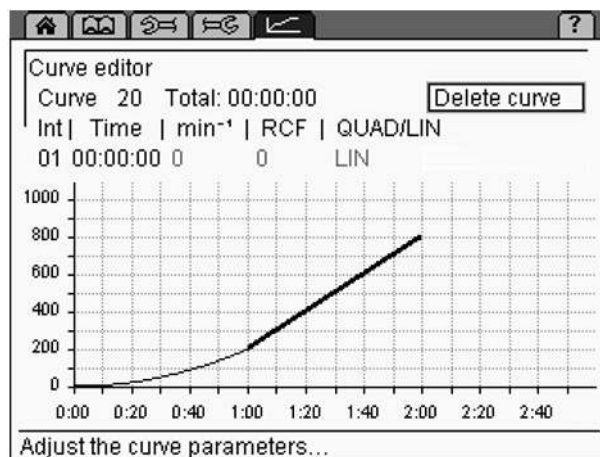 ?
Curve editor
Curve 20 Total: 00:00:00 Delete curve
Int | Time | min⁻¹ | RCF | QUAD/LIN
01 00:00:00 0 0 LIN
1000
800
600
400
200
0
0:00 0:20 0:40 1:00 1:20 1:40 2:00 2:20 2:40
Adjust the curve parameters...